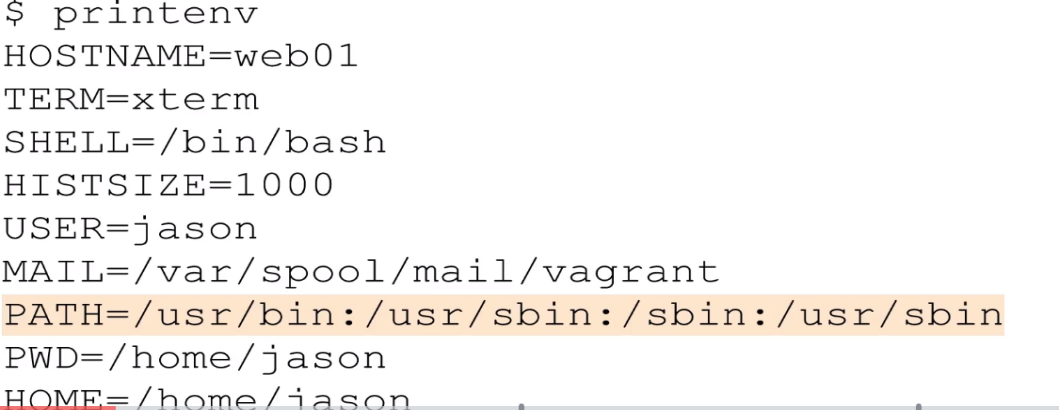 $ printenv
HOSTNAME=web01
TERM=xterm
SHELL=/bin/bash
HISTSIZE=1000
USER=jason
MAIL=/var/spool/mail/vagrant
PATH=/usr/bin:/usr/sbin:/sbin:/usr/sbin
PWD=/home/jason
HOME=/home/jason